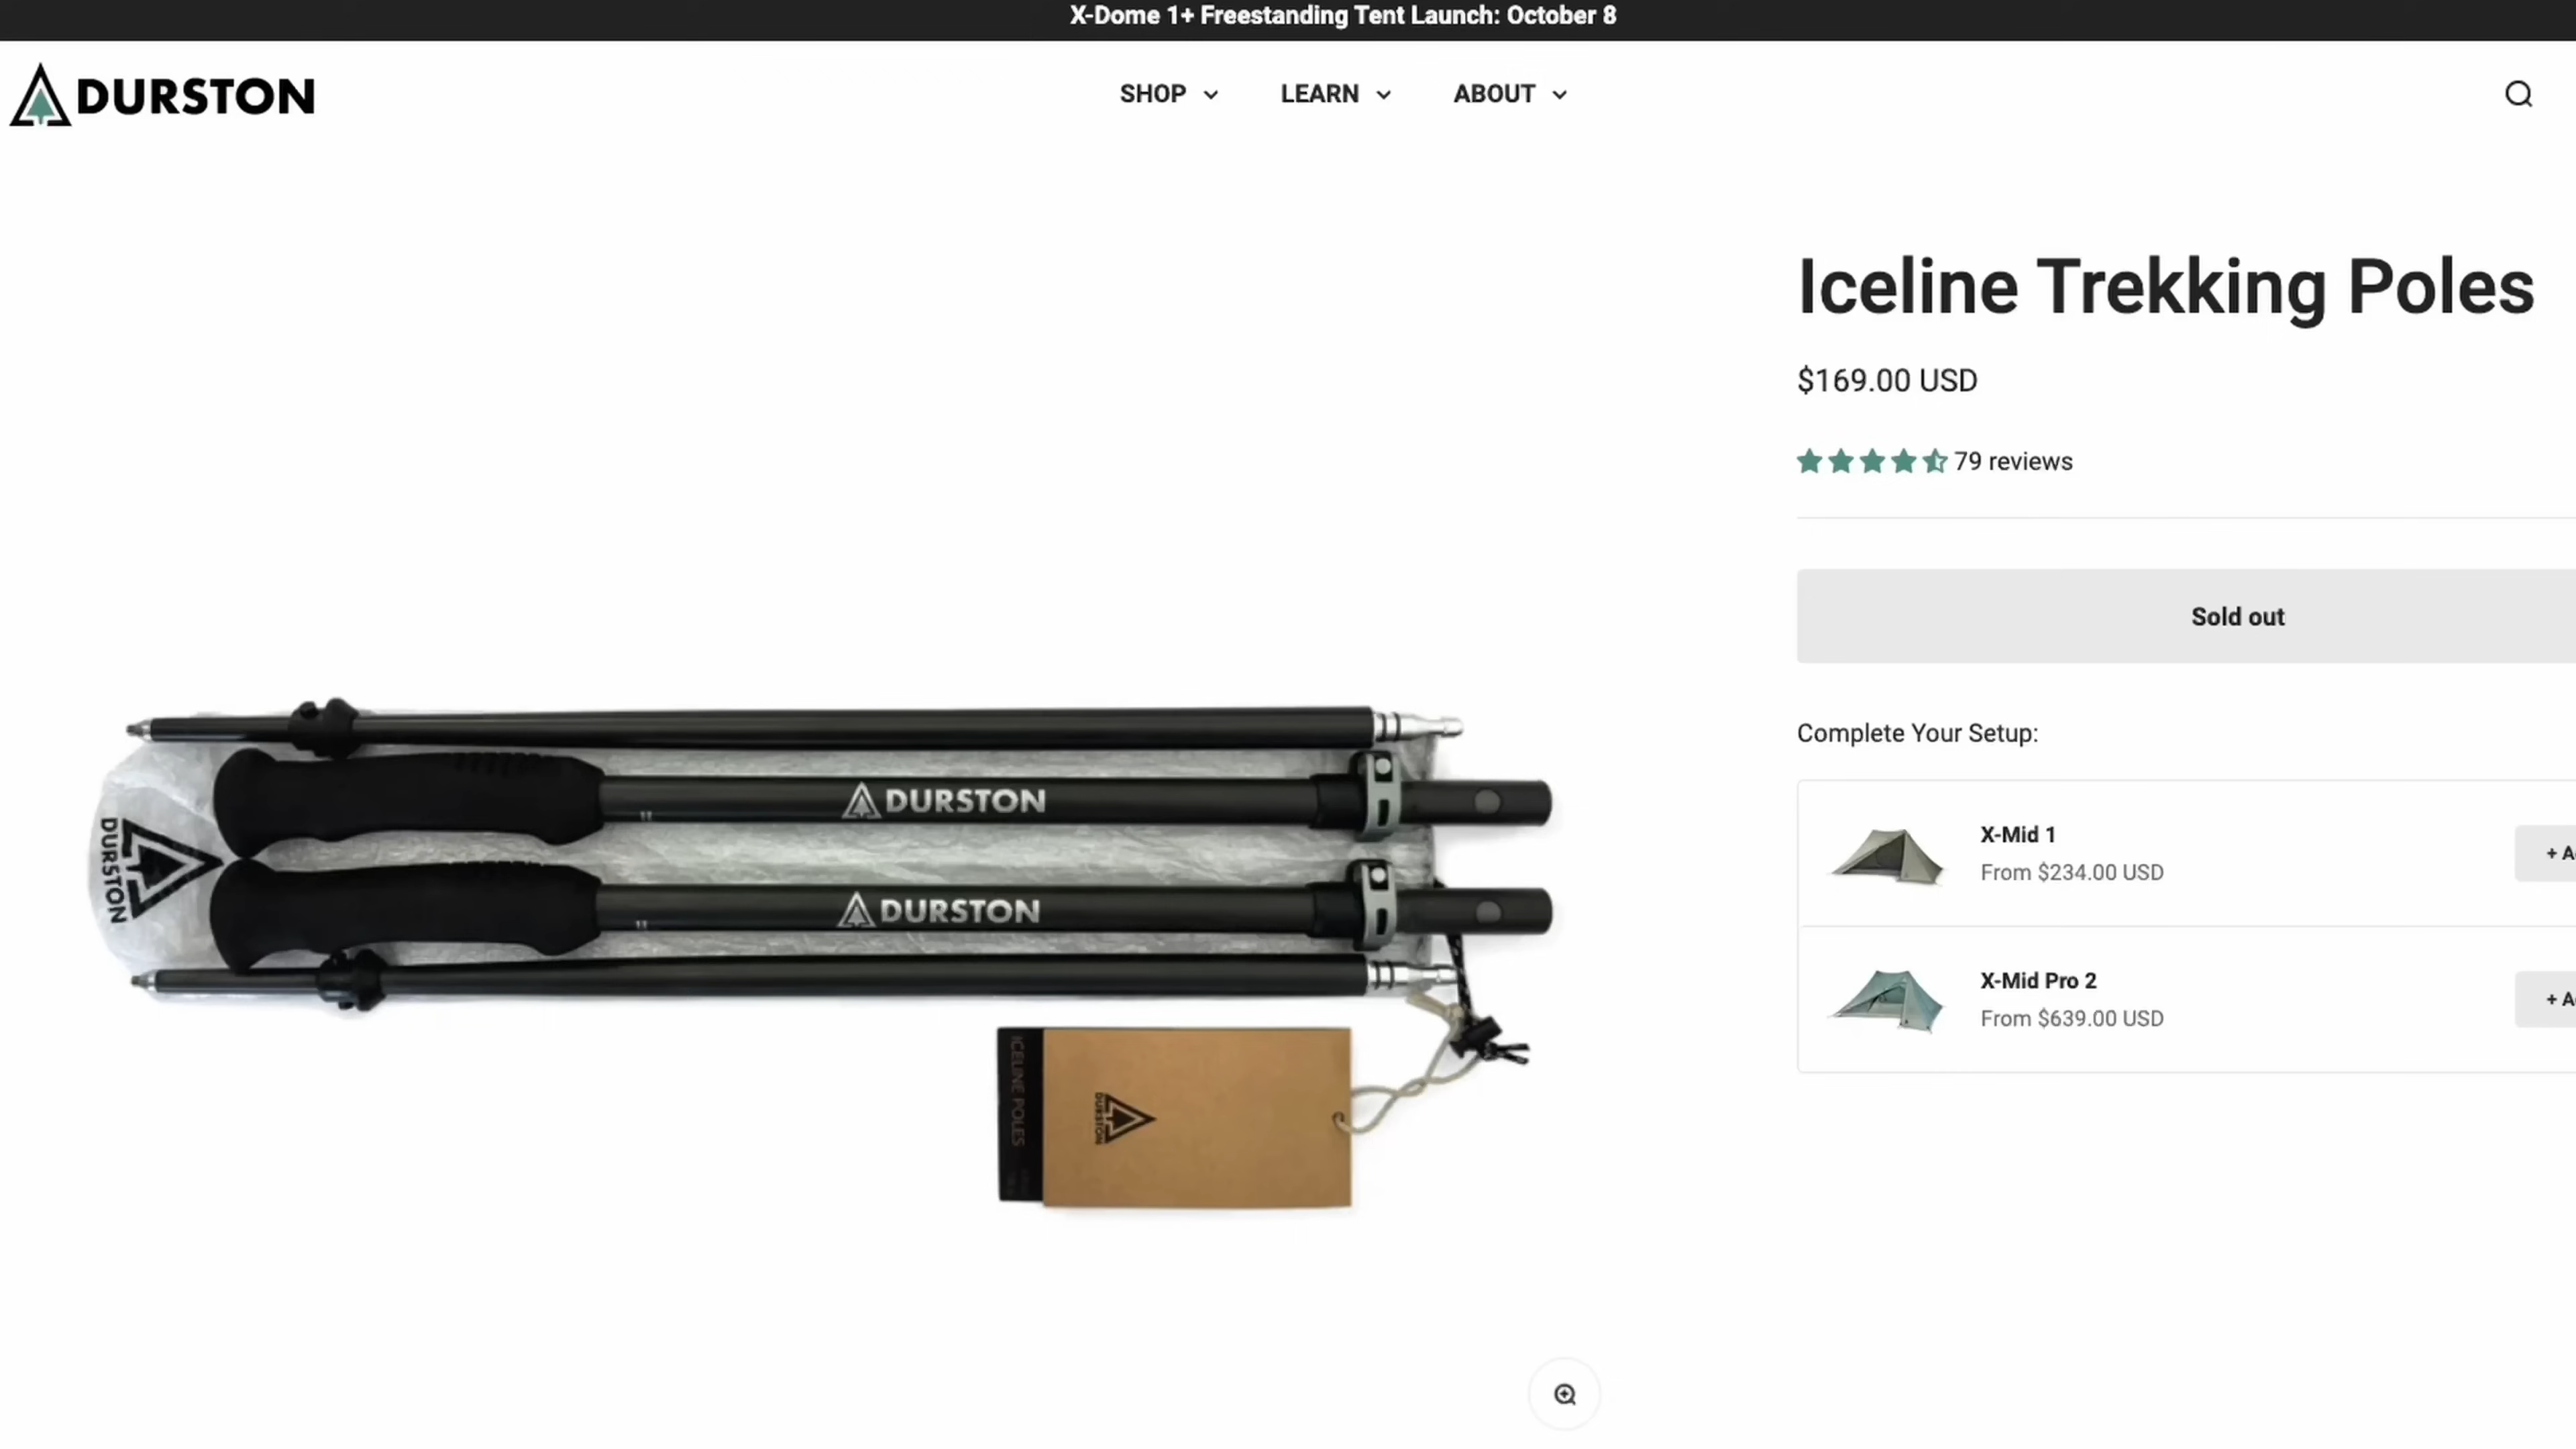 X-Dome 1+ Freestanding Tent Launch: October 8
DURSTON
SHOP
LEARN
ABOUT
Iceline Trekking Poles
$169.00 USD
79 reviews
Sold out
Complete Your Setup:
X-Mid 1
From $234.00 USD
X-Mid Pro 2
From $639.00 USD
DURSTON
DURSTON
DURSTON
ICELINE POLES
DURSTON